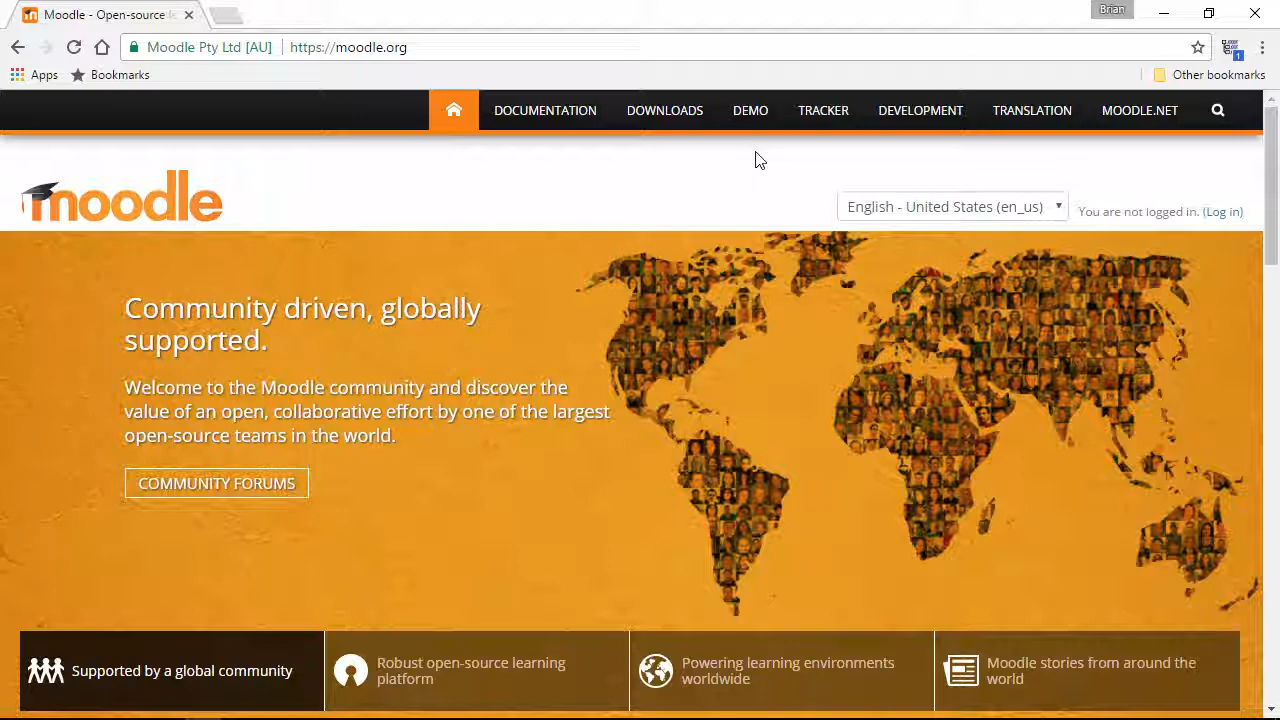 Moodle - Open-source
Brian
Moodle Pty Ltd [AU] https://moodle.org
1
Apps Bookmarks Other bookmarks
DOCUMENTATION DOWNLOADS DEMO TRACKER DEVELOPMENT TRANSLATION MOODLE.NET
moodle
English - United States (en_us) You are not logged in. (Log in)
Community driven, globally
supported.
Welcome to the Moodle community and discover the
value of an open, collaborative effort by one of the largest
open-source teams in the world.
COMMUNITY FORUMS
Supported by a global community
Robust open-source learning
platform
Powering learning environments
worldwide
Moodle stories from around the
world